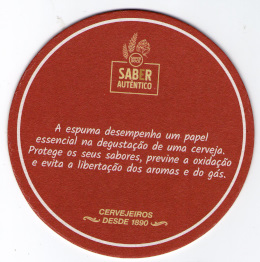 SABER
AUTÊNTICO
A espuma desempenha um papel
essencial na degustação de uma cerveja.
Protege os seus sabores, previne a oxidação
e evita a libertação dos aromas e do gás.
CERVEJEIROS
DESDE 1890